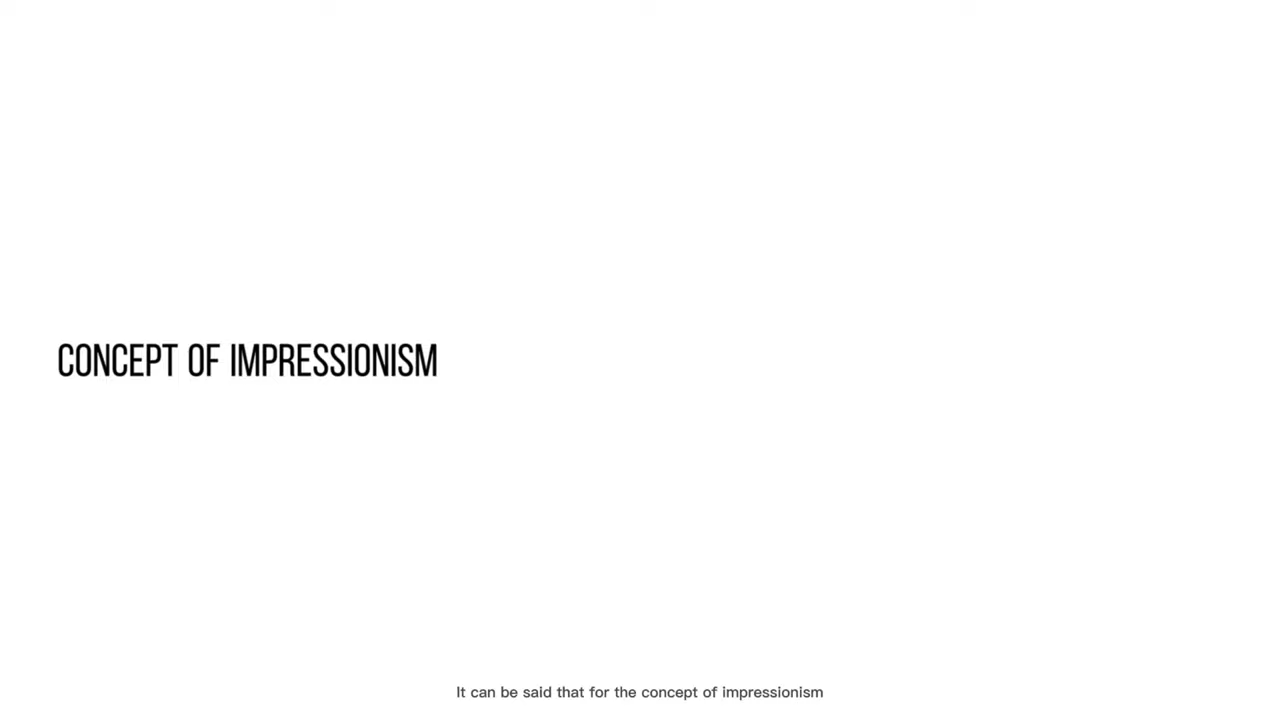 CONCEPT OF IMPRESSIONISM
It can be said that for the concept of impressionism